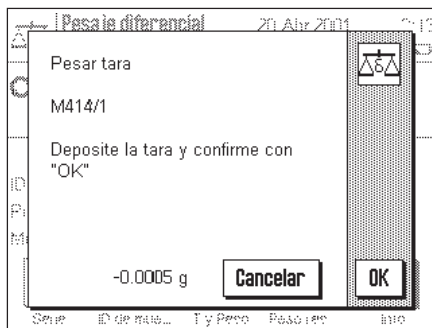 Pesaje diferencial 20. Abr 2001
Pesar tara
M414/1
Deposite la tara y confirme con
"OK"
ID
-0.0005 g Cancelar OK
Serie ID de mue... T y Peso Peso res Info